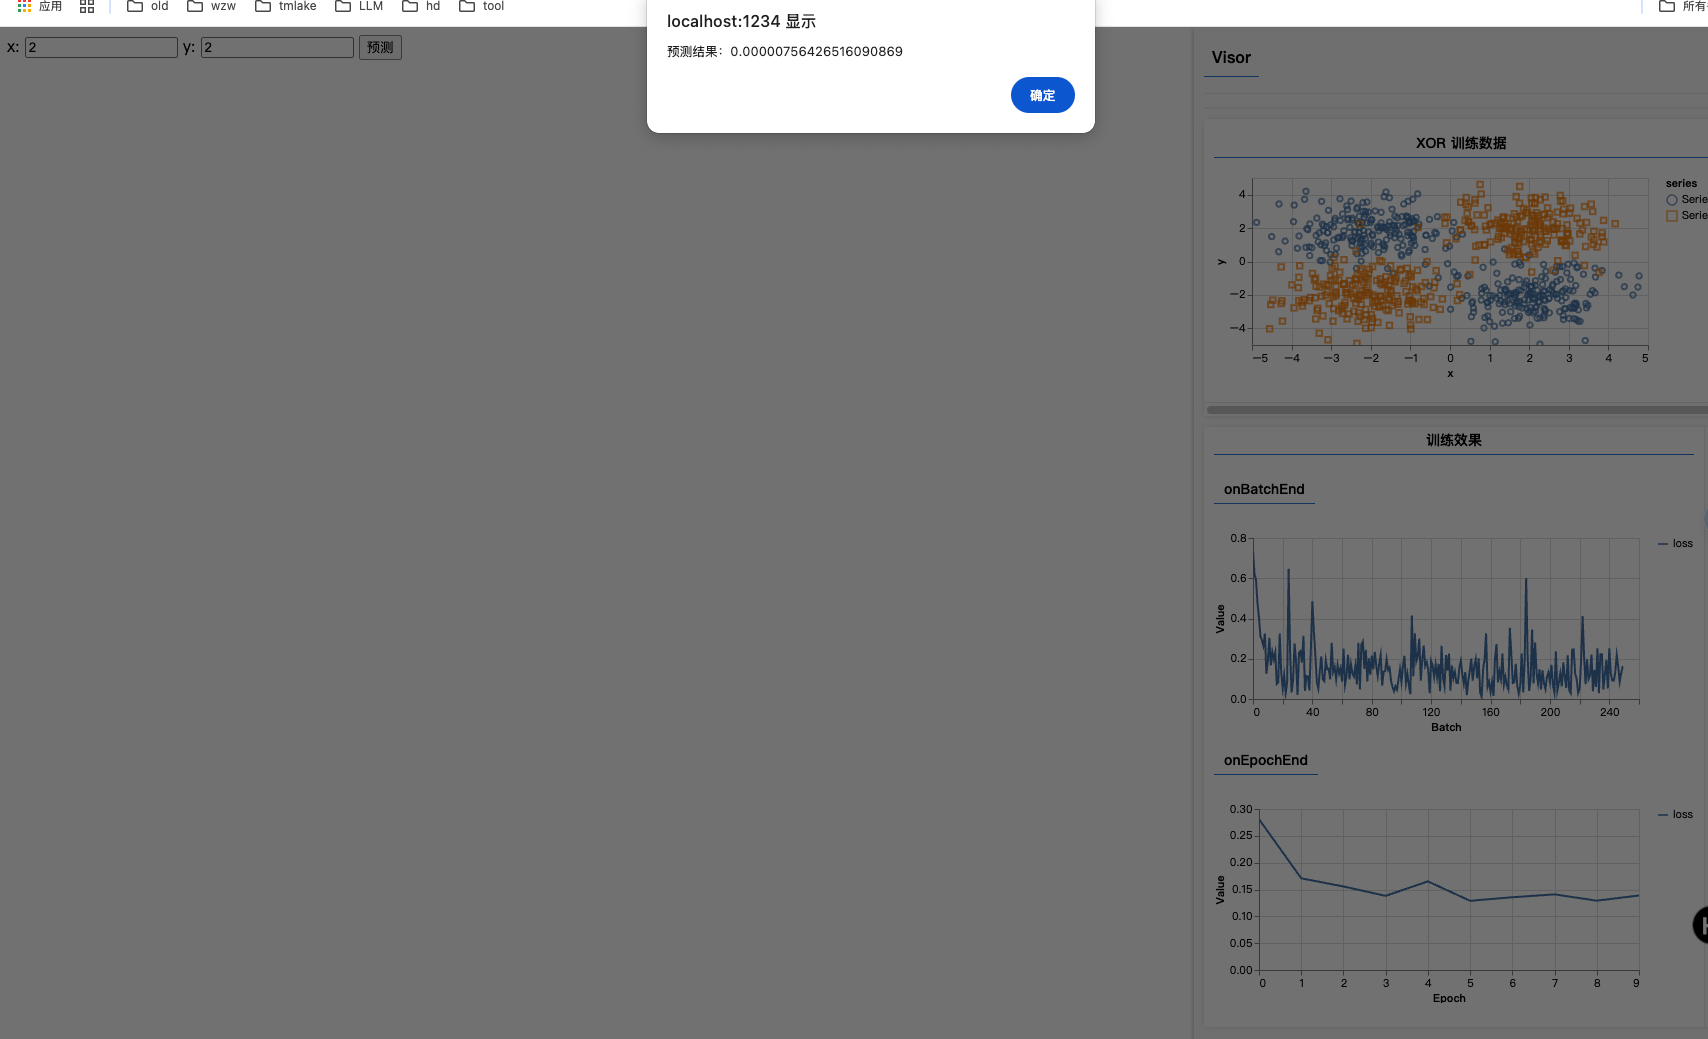 应用 old wzw tmlake LLM hd tool 所有
localhost:1234 显示
预测结果：0.00000756426516090869
确定
x: 2 y: 2 预测
Visor
XOR 训练数据
4
2
0
−2
−4
y
−5 −4 −3 −2 −1 0 1 2 3 4 5
x
series
Serie
Serie
训练效果
onBatchEnd
0.8
0.6
0.4
0.2
0.0
Value
0 40 80 120 160 200 240
Batch
loss
onEpochEnd
0.30
0.25
0.20
0.15
0.10
0.05
0.00
Value
0 1 2 3 4 5 6 7 8 9
Epoch
loss